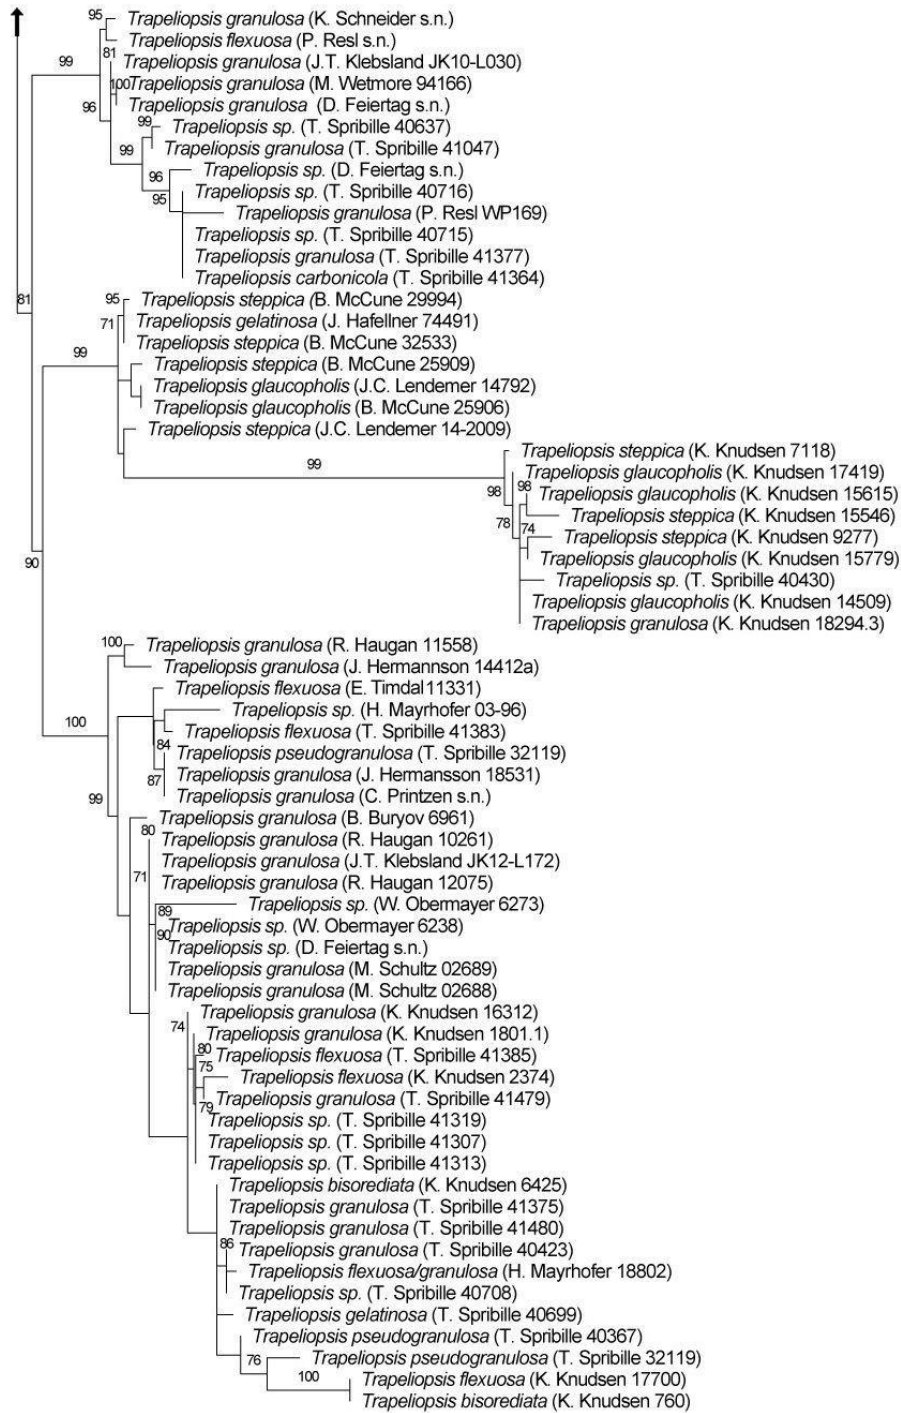 95 Trapeliopsis granulosa (K. Schneider s.n.)
Trapeliopsis flexuosa (P. Resl s.n.)
99 81 Trapeliopsis granulosa (J.T. Klebsland JK10-L030)
100 Trapeliopsis granulosa (M. Wetmore 94166)
96 Trapeliopsis granulosa (D. Feiertag s.n.)
99 Trapeliopsis sp. (T. Spribille 40637)
99 Trapeliopsis granulosa (T. Spribille 41047)
96 Trapeliopsis sp. (D. Feiertag s.n.)
95 Trapeliopsis sp. (T. Spribille 40716)
Trapeliopsis granulosa (P. Resl WP169)
Trapeliopsis sp. (T. Spribille 40715)
Trapeliopsis granulosa (T. Spribille 41377)
Trapeliopsis carbonicola (T. Spribille 41364)
81 95 Trapeliopsis steppica (B. McCune 29994)
71 Trapeliopsis gelatinosa (J. Hafellner 74491)
Trapeliopsis steppica (B. McCune 32533)
99 Trapeliopsis steppica (B. McCune 25909)
Trapeliopsis glaucopholis (J.C. Lendemer 14792)
Trapeliopsis glaucopholis (B. McCune 25906)
Trapeliopsis steppica (J.C. Lendemer 14-2009)
Trapeliopsis steppica (K. Knudsen 7118)
99 Trapeliopsis glaucopholis (K. Knudsen 17419)
98 98 Trapeliopsis glaucopholis (K. Knudsen 15615)
Trapeliopsis steppica (K. Knudsen 15546)
78 74 Trapeliopsis steppica (K. Knudsen 9277)
Trapeliopsis glaucopholis (K. Knudsen 15779)
90 Trapeliopsis sp. (T. Spribille 40430)
Trapeliopsis glaucopholis (K. Knudsen 14509)
Trapeliopsis granulosa (K. Knudsen 18294.3)
100 Trapeliopsis granulosa (R. Haugan 11558)
Trapeliopsis granulosa (J. Hermannson 14412a)
Trapeliopsis flexuosa (E. Timdal11331)
Trapeliopsis sp. (H. Mayrhofer 03-96)
100 Trapeliopsis flexuosa (T. Spribille 41383)
84 Trapeliopsis pseudogranulosa (T. Spribille 32119)
87 Trapeliopsis granulosa (J. Hermansson 18531)
99 Trapeliopsis granulosa (C. Printzen s.n.)
Trapeliopsis granulosa (B. Buryov 6961)
80 Trapeliopsis granulosa (R. Haugan 10261)
Trapeliopsis granulosa (J.T. Klebsland JK12-L172)
71 Trapeliopsis granulosa (R. Haugan 12075)
89 Trapeliopsis sp. (W. Obermayer 6273)
90 Trapeliopsis sp. (W. Obermayer 6238)
Trapeliopsis sp. (D. Feiertag s.n.)
Trapeliopsis granulosa (M. Schultz 02689)
Trapeliopsis granulosa (M. Schultz 02688)
Trapeliopsis granulosa (K. Knudsen 16312)
74 Trapeliopsis granulosa (K. Knudsen 1801.1)
80 Trapeliopsis flexuosa (T. Spribille 41385)
75 Trapeliopsis flexuosa (K. Knudsen 2374)
79 Trapeliopsis granulosa (T. Spribille 41479)
Trapeliopsis sp. (T. Spribille 41319)
Trapeliopsis sp. (T. Spribille 41307)
Trapeliopsis sp. (T. Spribille 41313)
Trapeliopsis bisorediata (K. Knudsen 6425)
Trapeliopsis granulosa (T. Spribille 41375)
Trapeliopsis granulosa (T. Spribille 41480)
86 Trapeliopsis granulosa (T. Spribille 40423)
Trapeliopsis flexuosa/granulosa (H. Mayrhofer 18802)
Trapeliopsis sp. (T. Spribille 40708)
Trapeliopsis gelatinosa (T. Spribille 40699)
Trapeliopsis pseudogranulosa (T. Spribille 40367)
76 Trapeliopsis pseudogranulosa (T. Spribille 32119)
100 Trapeliopsis flexuosa (K. Knudsen 17700)
Trapeliopsis bisorediata (K. Knudsen 760)